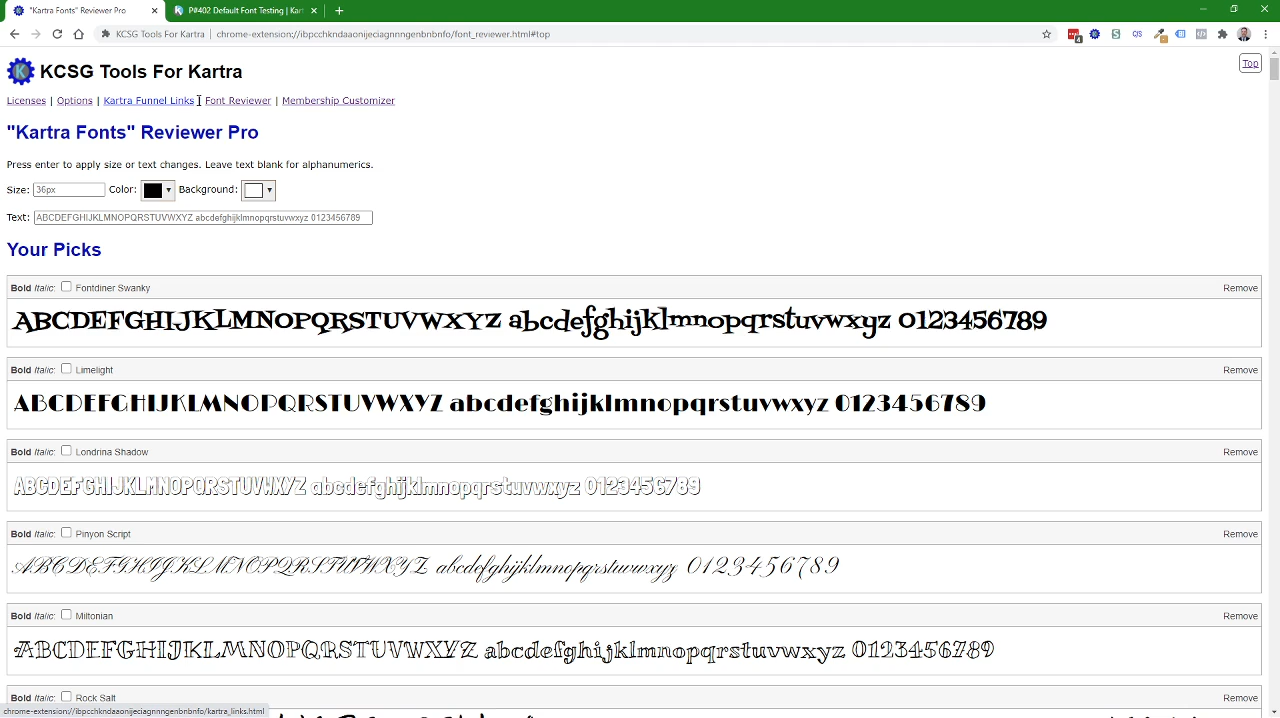 "Kartra Fonts" Reviewer Pro
P#402 Default Font Testing | Kart
KCSG Tools For Kartra | chrome-extension://ibpcchkndaaonijeciagnnngenbnbnfo/font_reviewer.html#top
KCSG Tools For Kartra
Top
Licenses | Options | Kartra Funnel Links | Font Reviewer | Membership Customizer
"Kartra Fonts" Reviewer Pro
Press enter to apply size or text changes. Leave text blank for alphanumerics.
Size: 36px Color: Background:
Text: ABCDEFGHIJKLMNOPQRSTUVWXYZ abcdefghijklmnopqrstuvwxyz 0123456789
Your Picks
Bold Italic: Fontdiner Swanky Remove
ABCDEFGHIJKLMNOPQRSTUVWXYZ abcdefghijklmnopqrstuvwxyz 0123456789
Bold Italic: Limelight Remove
ABCDEFGHIJKLMNOPQRSTUVWXYZ abcdefghijklmnopqrstuvwxyz 0123456789
Bold Italic: Londrina Shadow Remove
ABCDEFGHIJKLMNOPQRSTUVWXYZ abcdefghijklmnopqrstuvwxyz 0123456789
Bold Italic: Pinyon Script Remove
ABCDEFGHIJKLMNOPQRSTUVWXYZ abcdefghijklmnopqrstuvwxyz 0123456789
Bold Italic: Miltonian Remove
ABCDEFGHIJKLMNOPQRSTUVWXYZ abcdefghijklmnopqrstuvwxyz 0123456789
Bold Italic: Rock Salt Remove
chrome-extension://ibpcchkndaaonijeciagnnngenbnbnfo/kartra_links.html